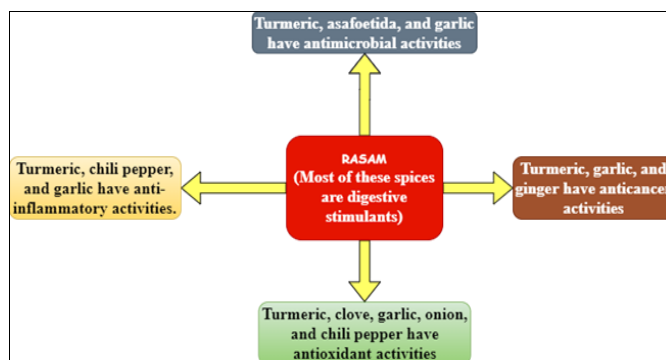 Turmeric, asafoetida, and garlic
have antimicrobial activities
Turmeric, chili pepper,
and garlic have anti-
inflammatory activities.
RASAM
(Most of these spices
are digestive
stimulants)
Turmeric, garlic, and
ginger have anticancer
activities
Turmeric, clove, garlic, onion,
and chili pepper have
antioxidant activities